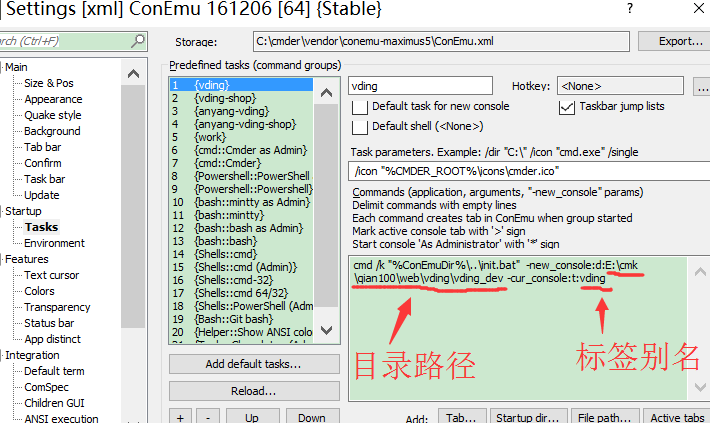 Settings [xml] ConEmu 161206 [64] {Stable}
Search (Ctrl+F)
Storage:
C:\cmder\vendor\conemu-maximus5\ConEmu.xml
Export...
Main
Size & Pos
Appearance
Quake style
Background
Tab bar
Confirm
Task bar
Update
Startup
Tasks
Environment
Features
Text cursor
Colors
Transparency
Status bar
App distinct
Integration
Default term
ComSpec
Children GUI
ANSI execution
Predefined tasks (command groups)
1 {vding}
2 {vding-shop}
3 {anyang-vding}
4 {anyang-vding-shop}
5 {work}
6 {cmd::Cmder as Admin}
7 {cmd::Cmder}
8 {Powershell::PowerShell
9 {Powershell::Powershell}
10 {bash::mintty as Admin}
11 {bash::mintty}
12 {bash::bash as Admin}
13 {bash::bash}
14 {Shells::cmd}
15 {Shells::cmd (Admin)}
16 {Shells::cmd-32}
17 {Shells::cmd 64/32}
18 {Shells::PowerShell (Adm
19 {Bash::Git bash}
20 {Helper::Show ANSI colo
Add default tasks...
Reload...
+
-
Up
Down
vding
Hotkey:
<None>
...
Default task for new console
Taskbar jump lists
Default shell (<None>)
Task parameters. Example: /dir "C:\" /icon "cmd.exe" /single
/icon "%CMDER_ROOT%\icons\cmder.ico"
Commands (application, arguments, "-new_console" params)
Delimit commands with empty lines
Each command creates tab in ConEmu when group started
Mark active console tab with '>' sign
Start console 'As Administrator' with '*' sign
cmd /k "%ConEmuDir%\..\init.bat" -new_console:d:E:\cmk
\qian100\web\vding\vding_dev -cur_console:t:vding
目录路径
标签别名
Add:
Tab...
Startup dir...
File path...
Active tabs